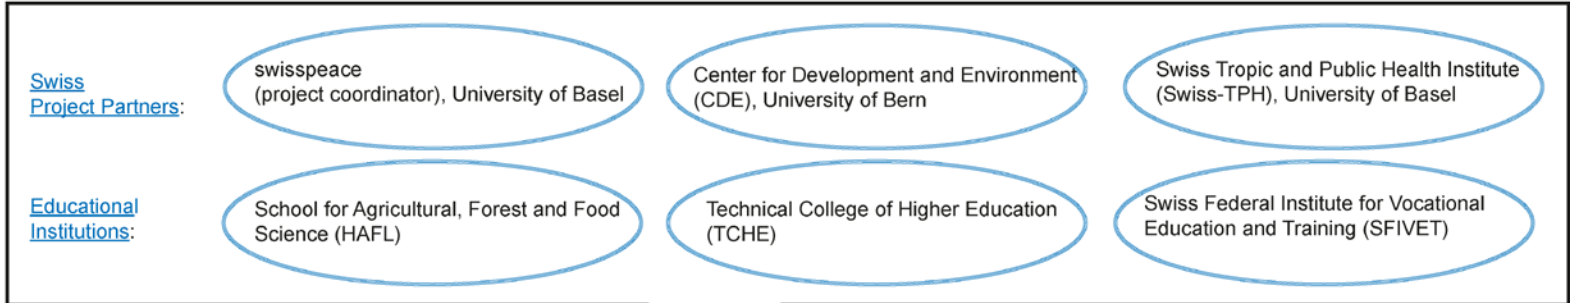 Swiss
Project Partners:
swisspeace
(project coordinator), University of Basel
Center for Development and Environment
(CDE), University of Bern
Swiss Tropic and Public Health Institute
(Swiss-TPH), University of Basel
Educational
Institutions:
School for Agricultural, Forest and Food
Science (HAFL)
Technical College of Higher Education
(TCHE)
Swiss Federal Institute for Vocational
Education and Training (SFIVET)